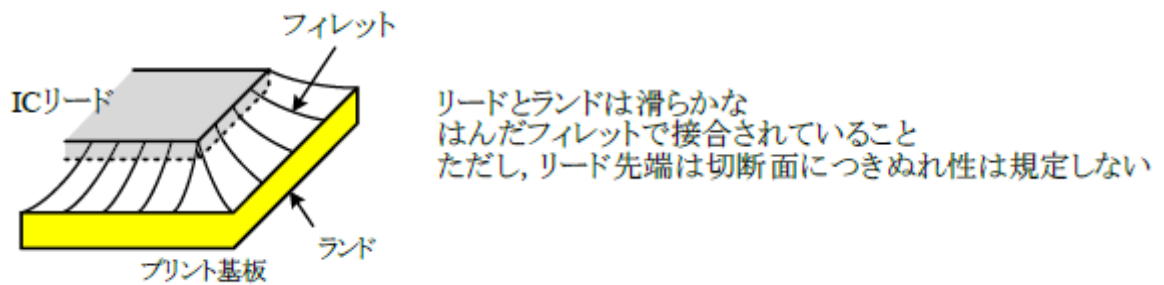 フィレット
ICリード
リードとランドは滑らかな
はんだフィレットで接合されていること
ただし, リード先端は切断面につきぬれ性は規定しない
ランド
プリント基板